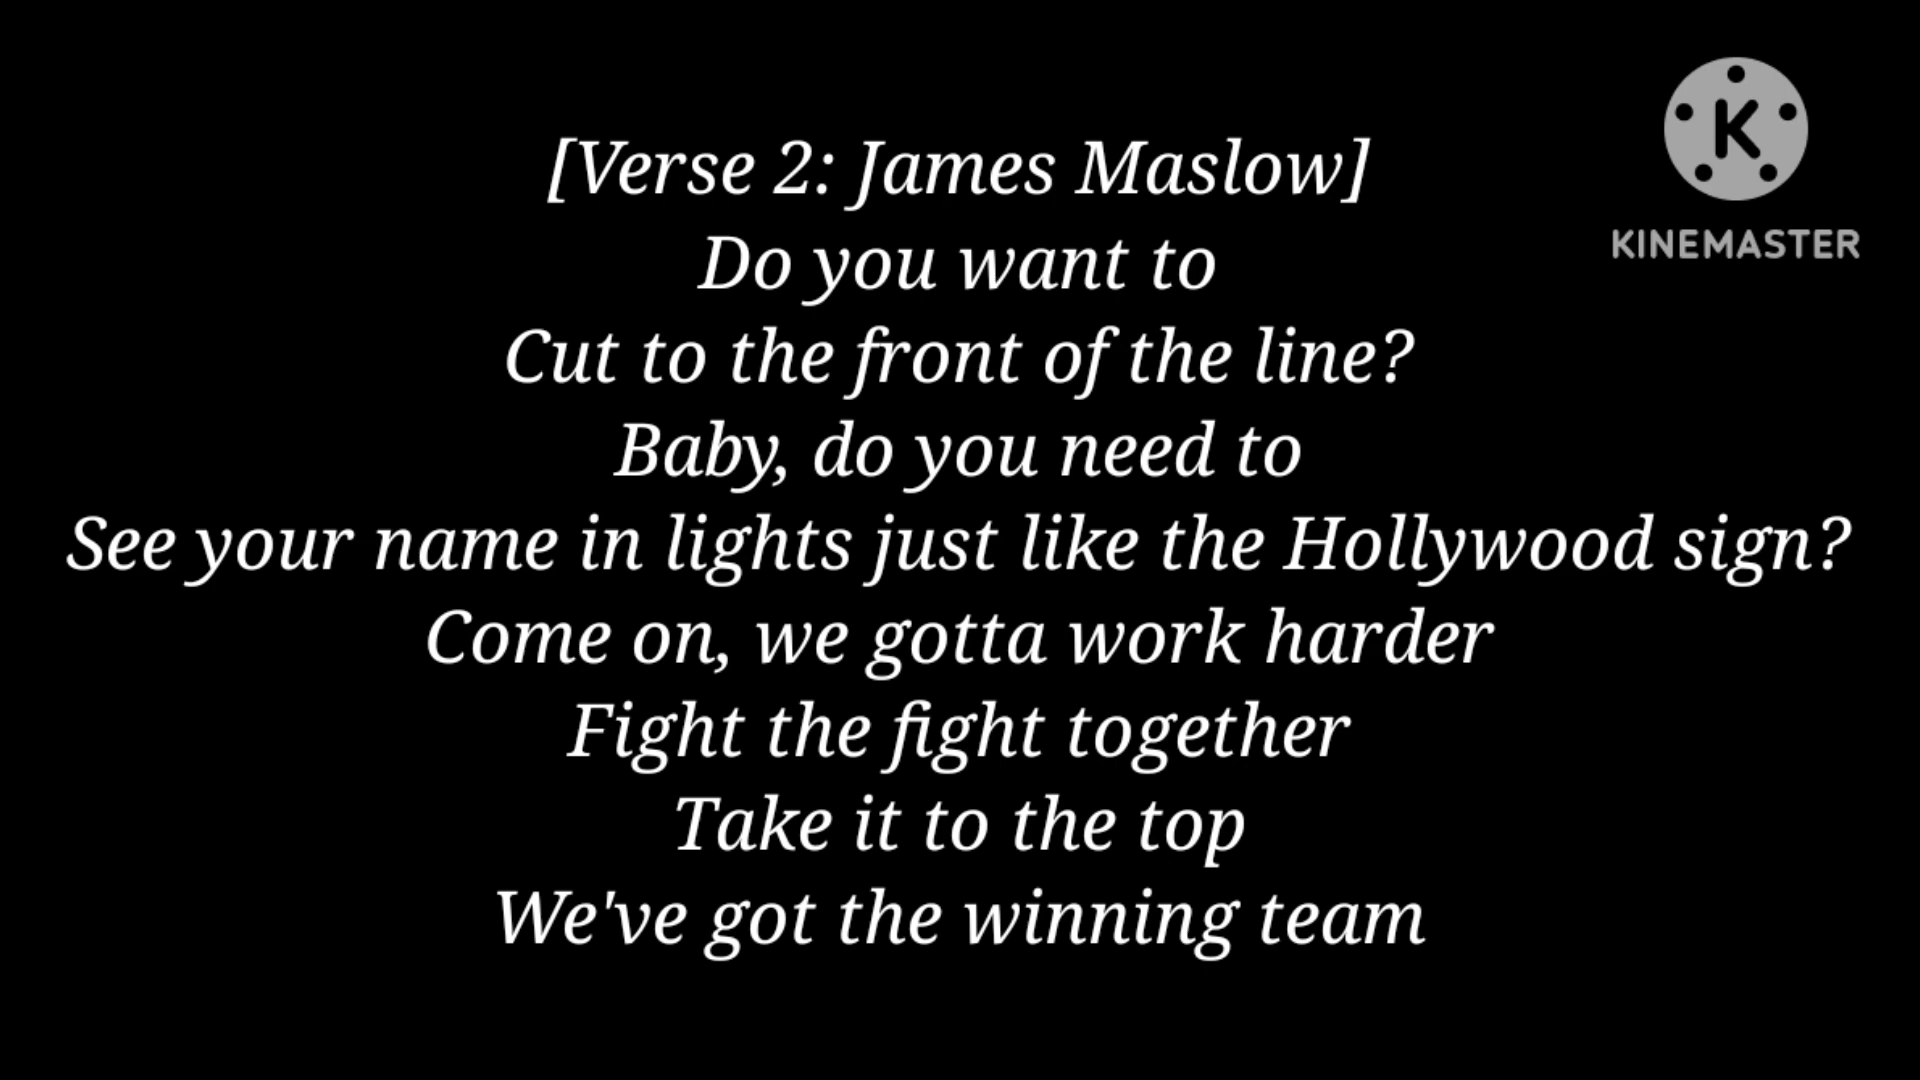 [Verse 2: James Maslow]
Do you want to
Cut to the front of the line?
Baby, do you need to
See your name in lights just like the Hollywood sign?
Come on, we gotta work harder
Fight the fight together
Take it to the top
We've got the winning team
K
KINEMASTER